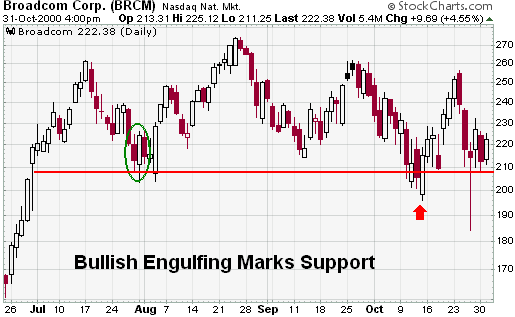 Broadcom Corp. (BRCM) Nasdaq Nat. Mkt. © StockCharts.com
31-Oct-2000 4:00pm Op 213.31 Hi 225.12 Lo 211.25 Last 222.38 Vol 5.4M Chg +9.69 (+4.55%)
Broadcom 222.38 (Daily)
270
260
250
240
230
220
210
200
190
180
170
Bullish Engulfing Marks Support
26 Jul 10 17 24 Aug 7 14 21 28 Sep 11 18 25 Oct 9 16 23 30